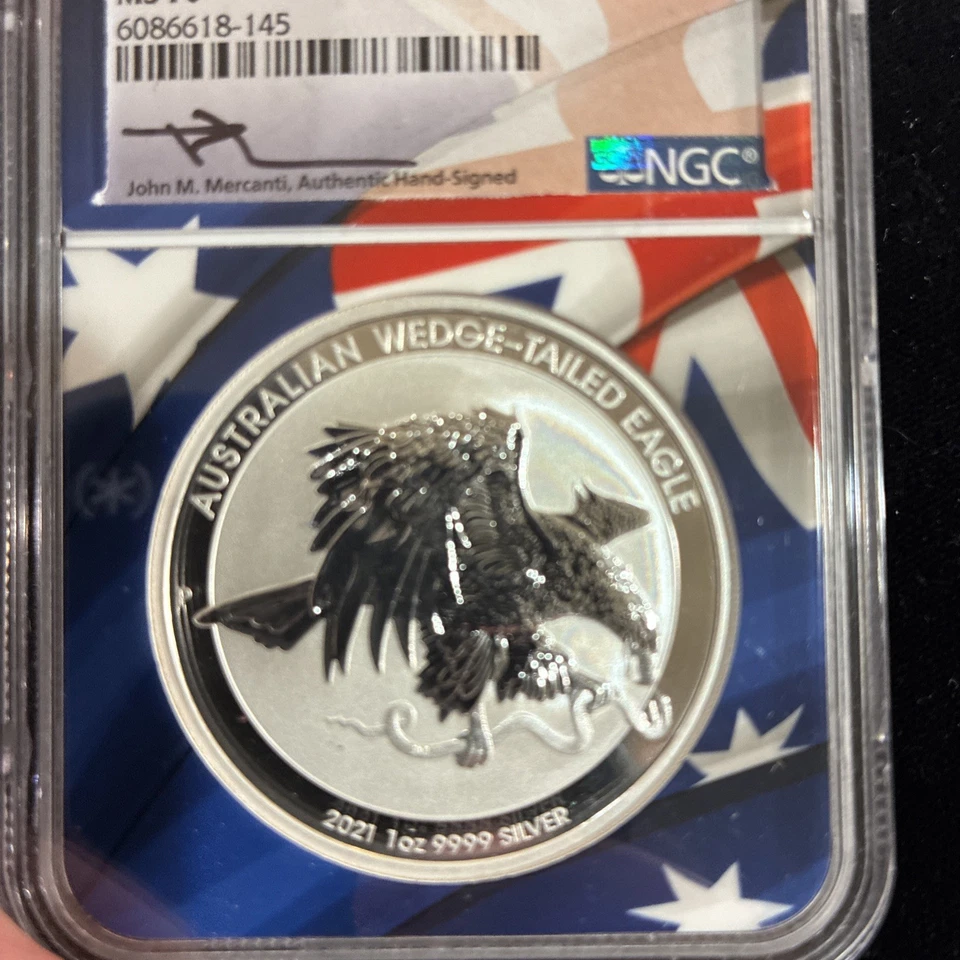 6086618-145
John M. Mercanti, Authentic Hand-Signed
NGC®
AUSTRALIAN WEDGE-TAILED EAGLE
2021 1oz 9999 SILVER